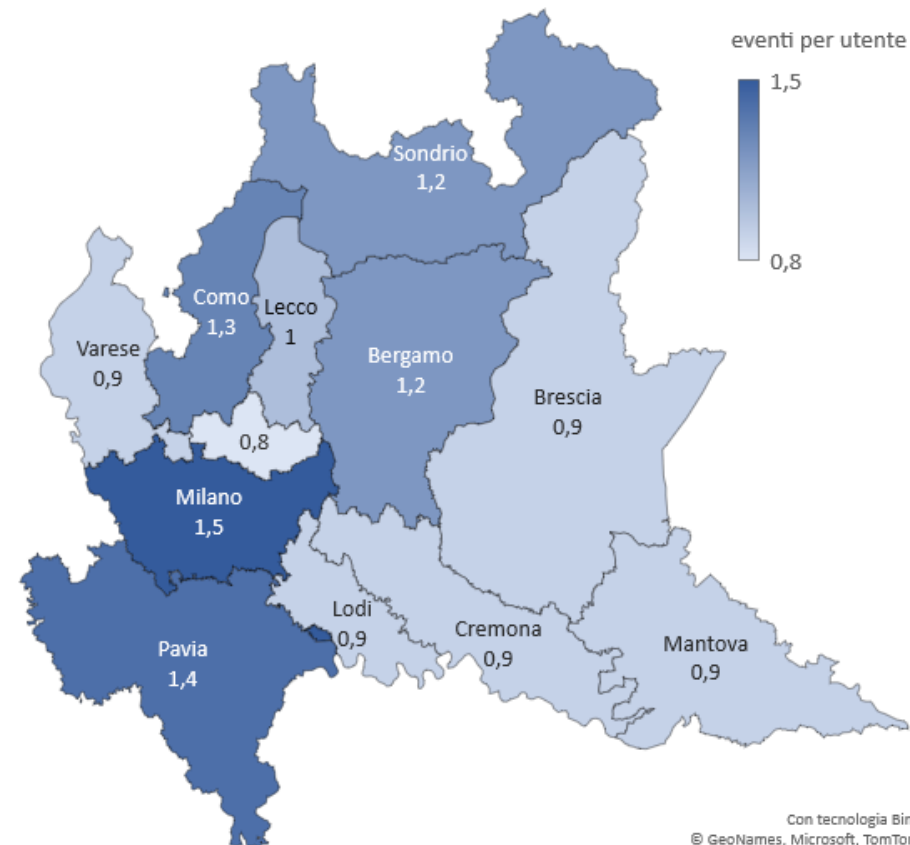 eventi per utente
1,5
0,8
Sondrio
1,2
Como
1,3
Lecco
1
Varese
0,9
Bergamo
1,2
Brescia
0,9
0,8
Milano
1,5
Lodi
0,9
Cremona
0,9
Mantova
0,9
Pavia
1,4
Con tecnologia Bin
© GeoNames, Microsoft, TomTom